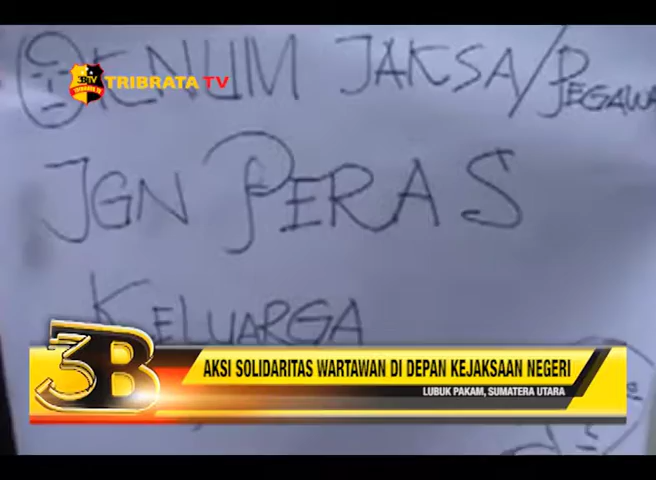 OKNUM JAKSA/PEGAWA
TRIBRATA TV
JGN PERAS
KELUARGA
3B
AKSI SOLIDARITAS WARTAWAN DI DEPAN KEJAKSAAN NEGERI
LUBUK PAKAM, SUMATERA UTARA